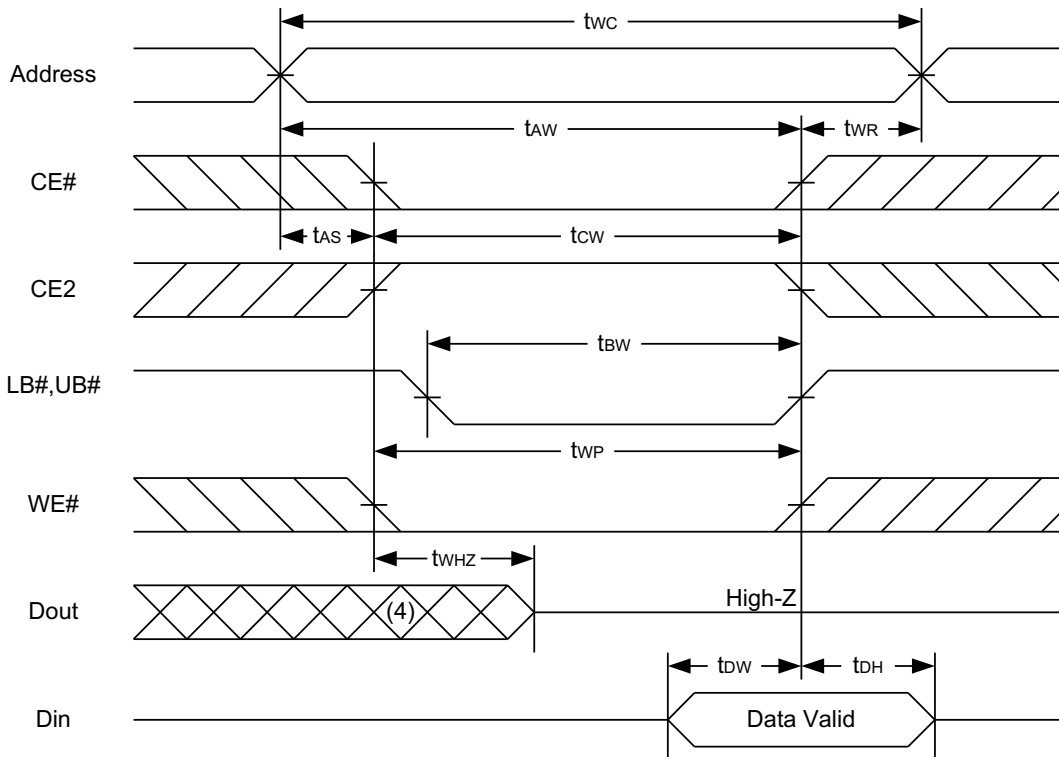 tWC
Address
tAW
tWR
CE#
tAS
tCW
CE2
tBW
LB#,UB#
tWP
WE#
tWHZ
Dout
(4)
High-Z
tDW
tDH
Din
Data Valid